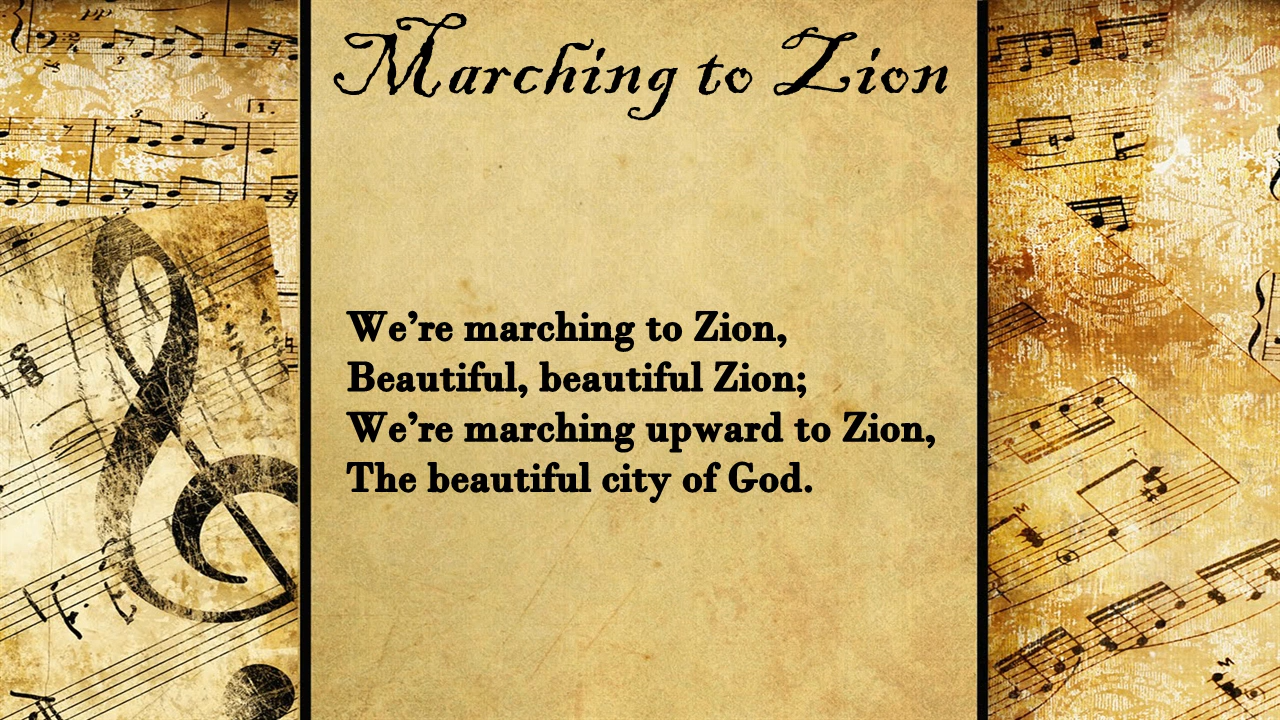 Marching to Zion
We’re marching to Zion,
Beautiful, beautiful Zion;
We’re marching upward to Zion,
The beautiful city of God.